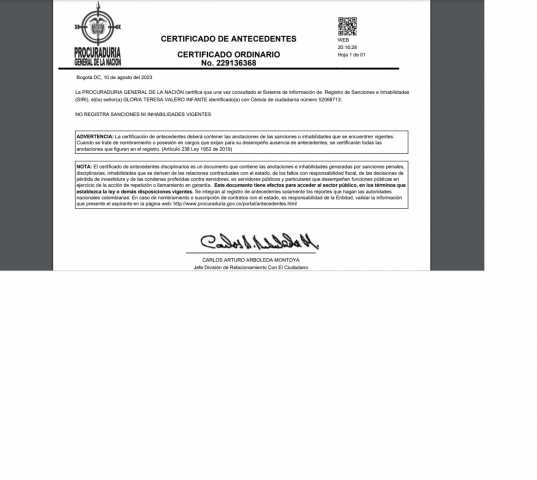 PROCURADURIA
GENERAL DE LA NACIÓN
CERTIFICADO DE ANTECEDENTES
CERTIFICADO ORDINARIO
No. 229136368
WEB
20:10:28
Hoja 1 de 01
Bogotá DC, 10 de agosto del 2023
La PROCURADURIA GENERAL DE LA NACIÓN certifica que una vez consultado el Sistema de Información de Registro de Sanciones e Inhabilidades
(SIRI), el(la) señor(a) GLORIA TERESA VALERO INFANTE identificado(a) con Cédula de ciudadanía número 52068713:
NO REGISTRA SANCIONES NI INHABILIDADES VIGENTES
ADVERTENCIA: La certificación de antecedentes deberá contener las anotaciones de las sanciones o inhabilidades que se encuentren vigentes.
Cuando se trate de nombramiento o posesión en cargos que exijan para su desempeño ausencia de antecedentes, se certificarán todas las
anotaciones que figuren en el registro. (Artículo 238 Ley 1952 de 2019)
NOTA: El certificado de antecedentes disciplinarios es un documento que contiene las anotaciones e inhabilidades generadas por sanciones penales,
disciplinarias, inhabilidades que se deriven de las relaciones contractuales con el estado, de los fallos con responsabilidad fiscal, de las decisiones de
pérdida de investidura y de las condenas proferidas contra servidores, ex servidores públicos y particulares que desempeñen funciones públicas en
ejercicio de la acción de repetición o llamamiento en garantía. Este documento tiene efectos para acceder al sector público, en los términos que
establezca la ley o demás disposiciones vigentes. Se integran al registro de antecedentes solamente los reportes que hagan las autoridades
nacionales colombianas. En caso de nombramiento o suscripción de contratos con el estado, es responsabilidad de la Entidad, validar la información
que presente el aspirante en la página web: http://www.procuraduria.gov.co/portal/antecedentes.html
CARLOS ARTURO ARBOLEDA MONTOYA
Jefe División de Relacionamiento Con El Ciudadano